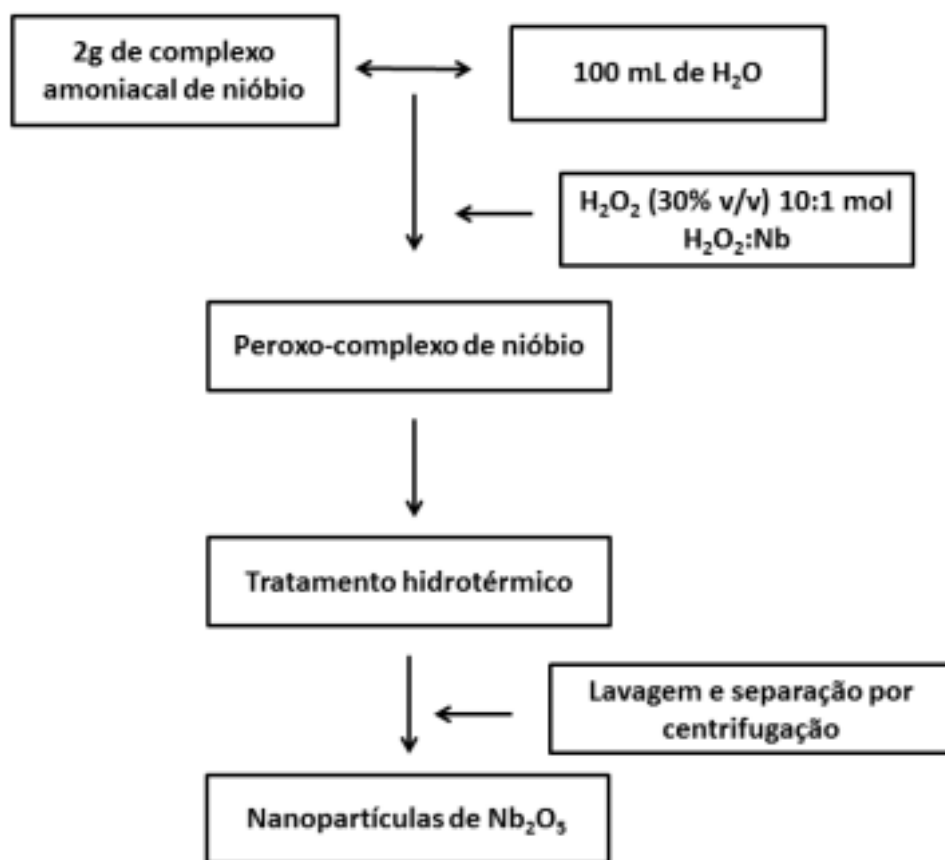 2g de complexo
amoniacal de nióbio
100 mL de H₂O
H₂O₂ (30% v/v) 10:1 mol
H₂O₂:Nb
Peroxo-complexo de nióbio
Tratamento hidrotérmico
Lavagem e separação por
centrifugação
Nanopartículas de Nb₂O₅